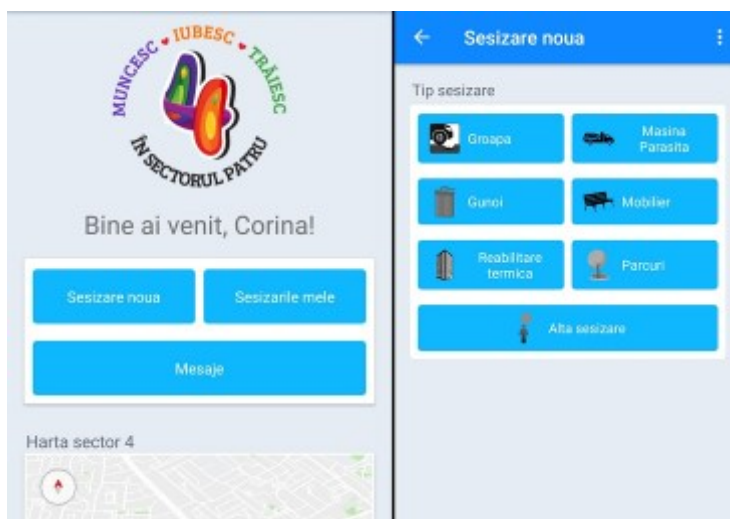 MUNCESC • IUBESC • TRĂIESC
ÎN SECTORUL PATRU
Bine ai venit, Corina!
Sesizare noua
Sesizarile mele
Mesaje
Harta sector 4
Sesizare noua
Tip sesizare
Groapa
Masina
Parasita
Gunoi
Mobilier
Reabilitare
termica
Parcuri
Alta sesizare